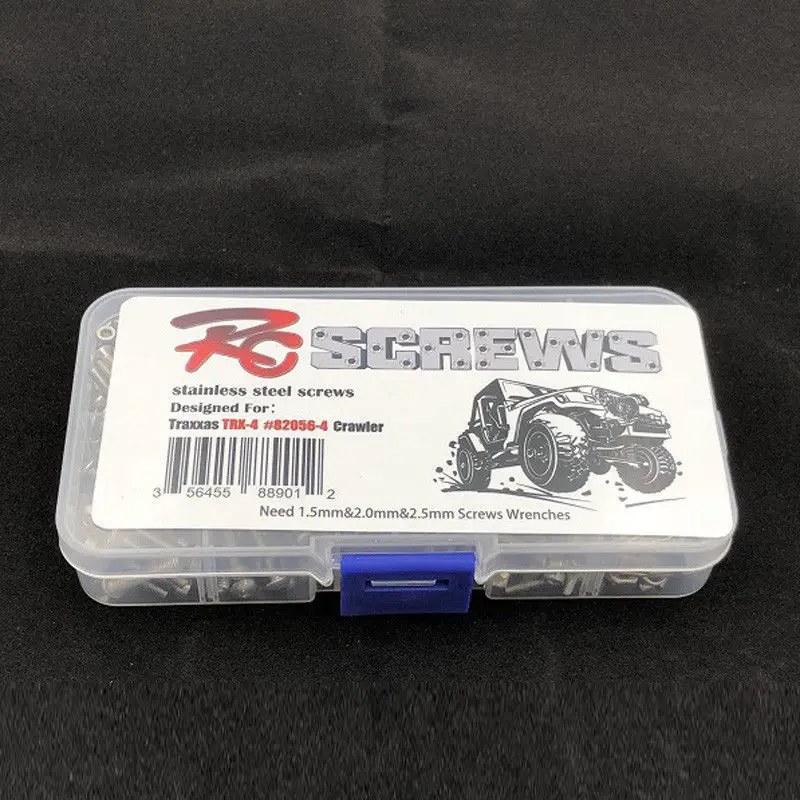 RC SCREWS
stainless steel screws
Designed For:
Traxxas TRX-4 #82056-4 Crawler
3 56455 88901 2
Need 1.5mm&2.0mm&2.5mm Screws Wrenches